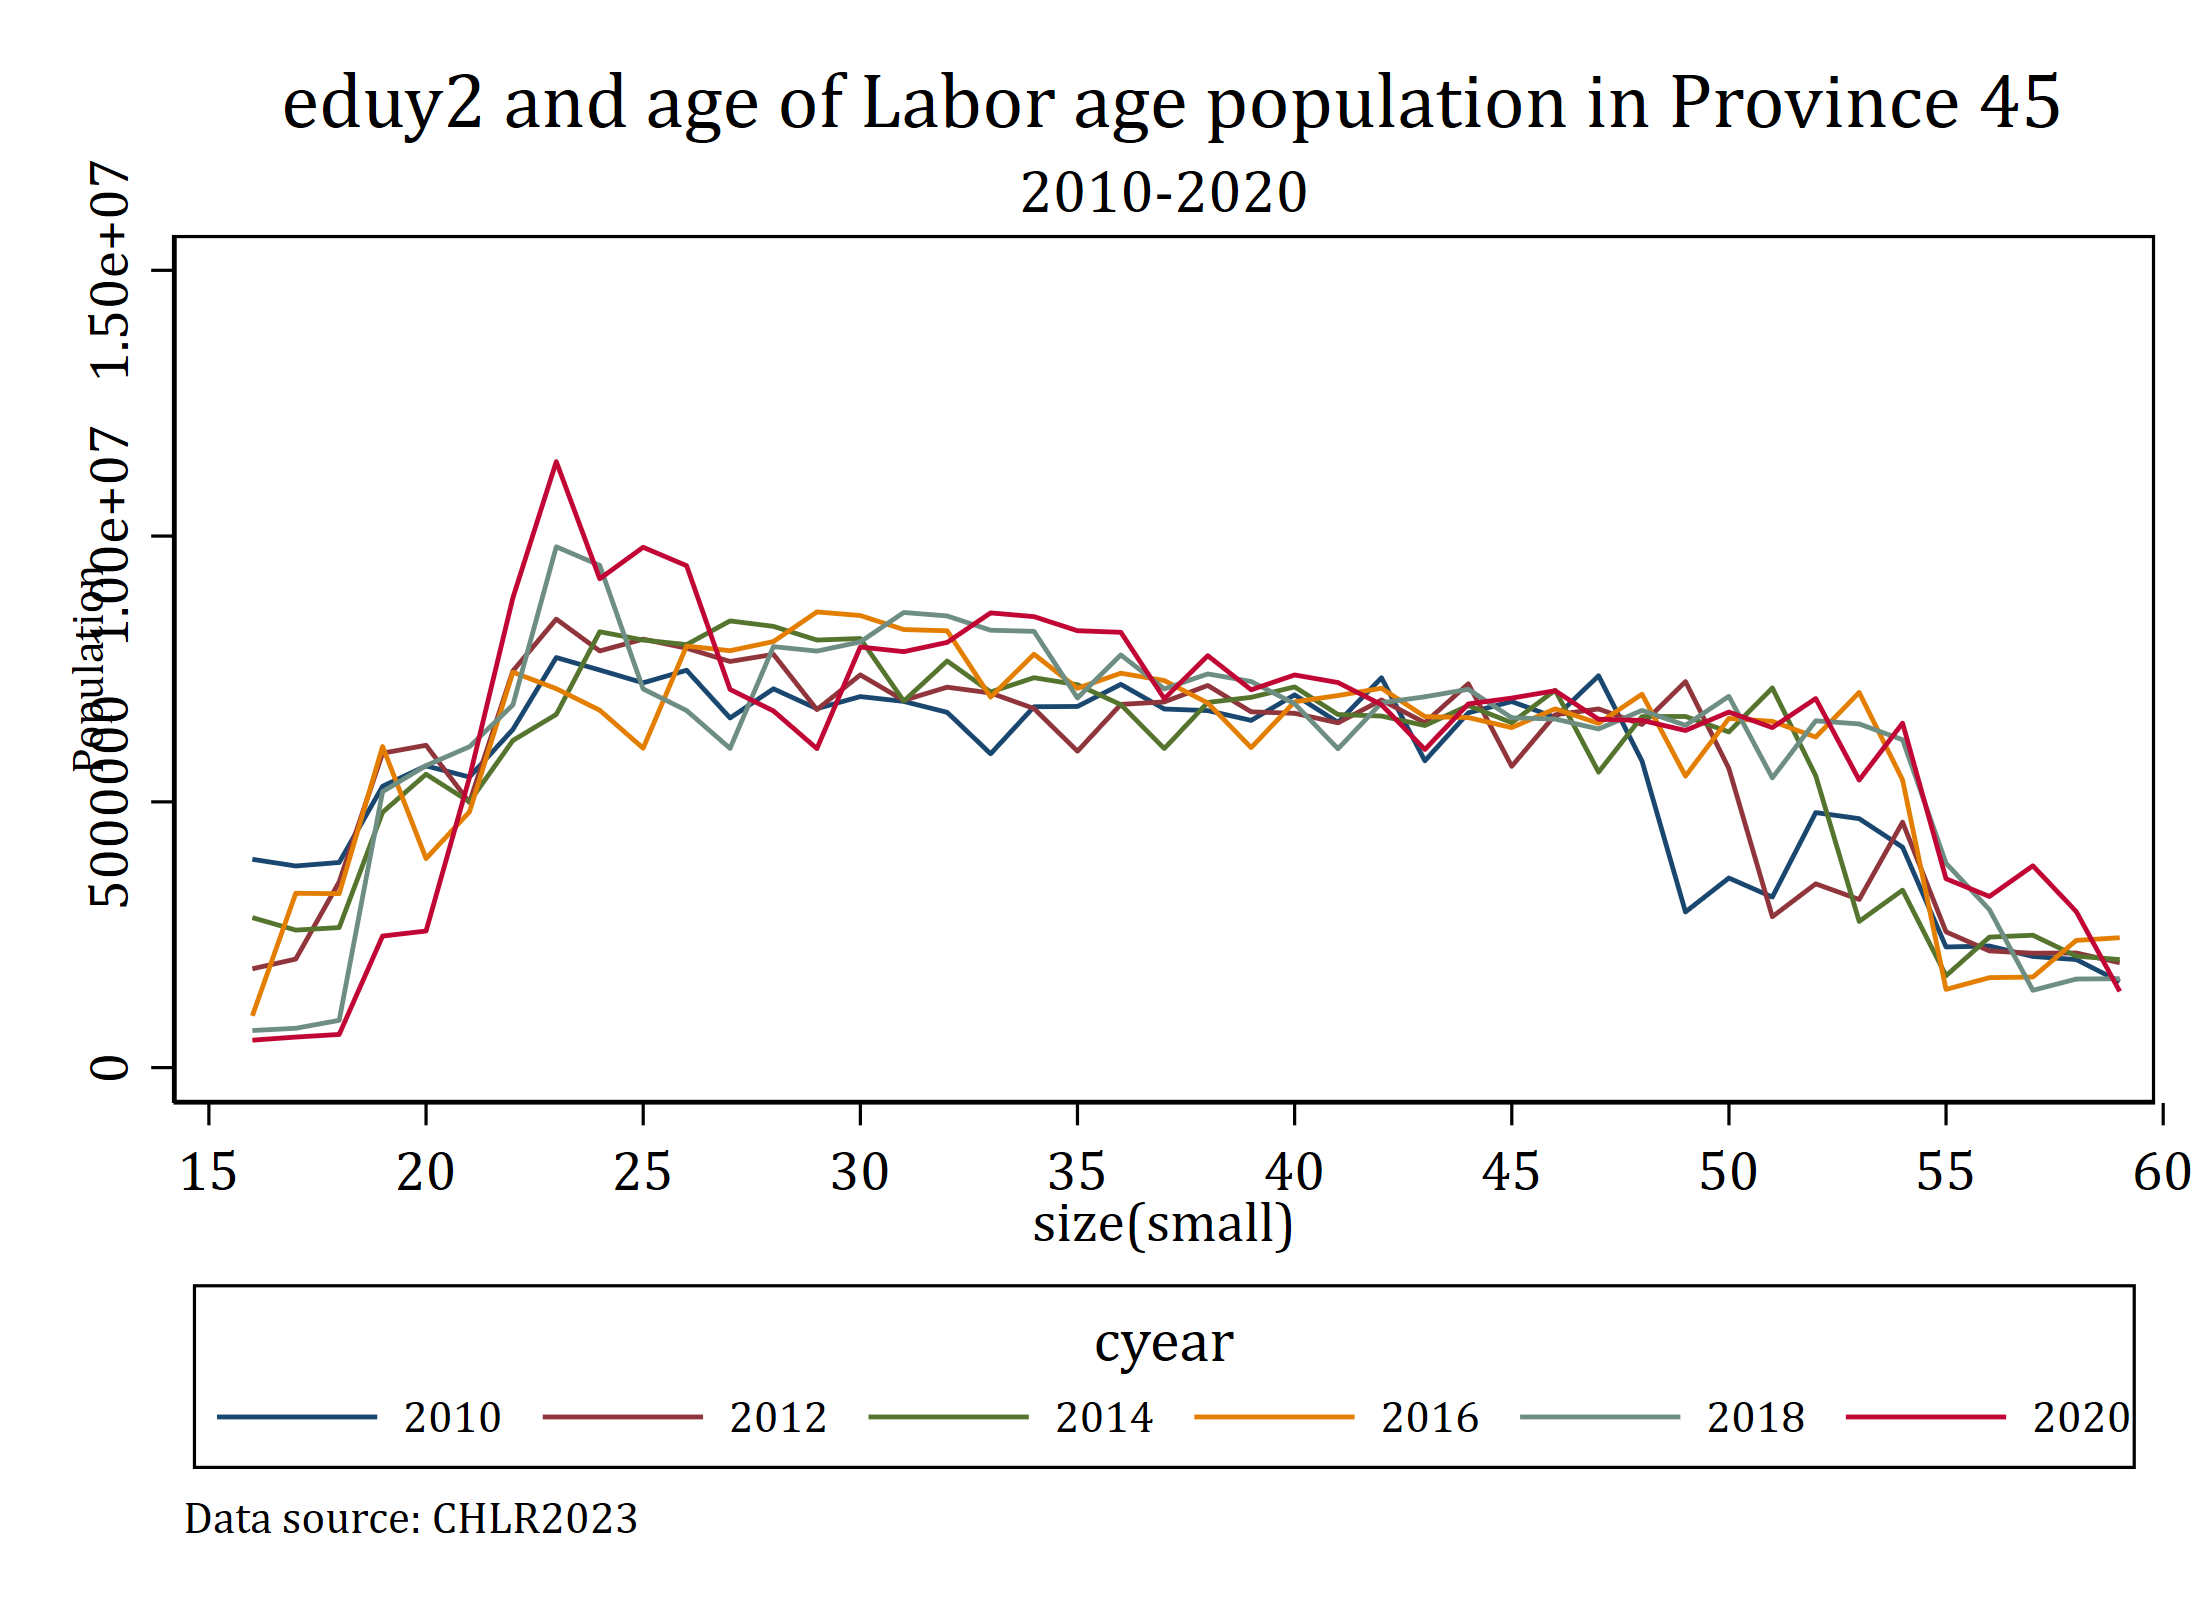 eduy2 and age of Labor age population in Province 45
2010-2020
Population
1.50e+07
1.00e+07
5000000
0
15 20 25 30 35 40 45 50 55 60
size(small)
cyear
2010 2012 2014 2016 2018 2020
Data source: CHLR2023